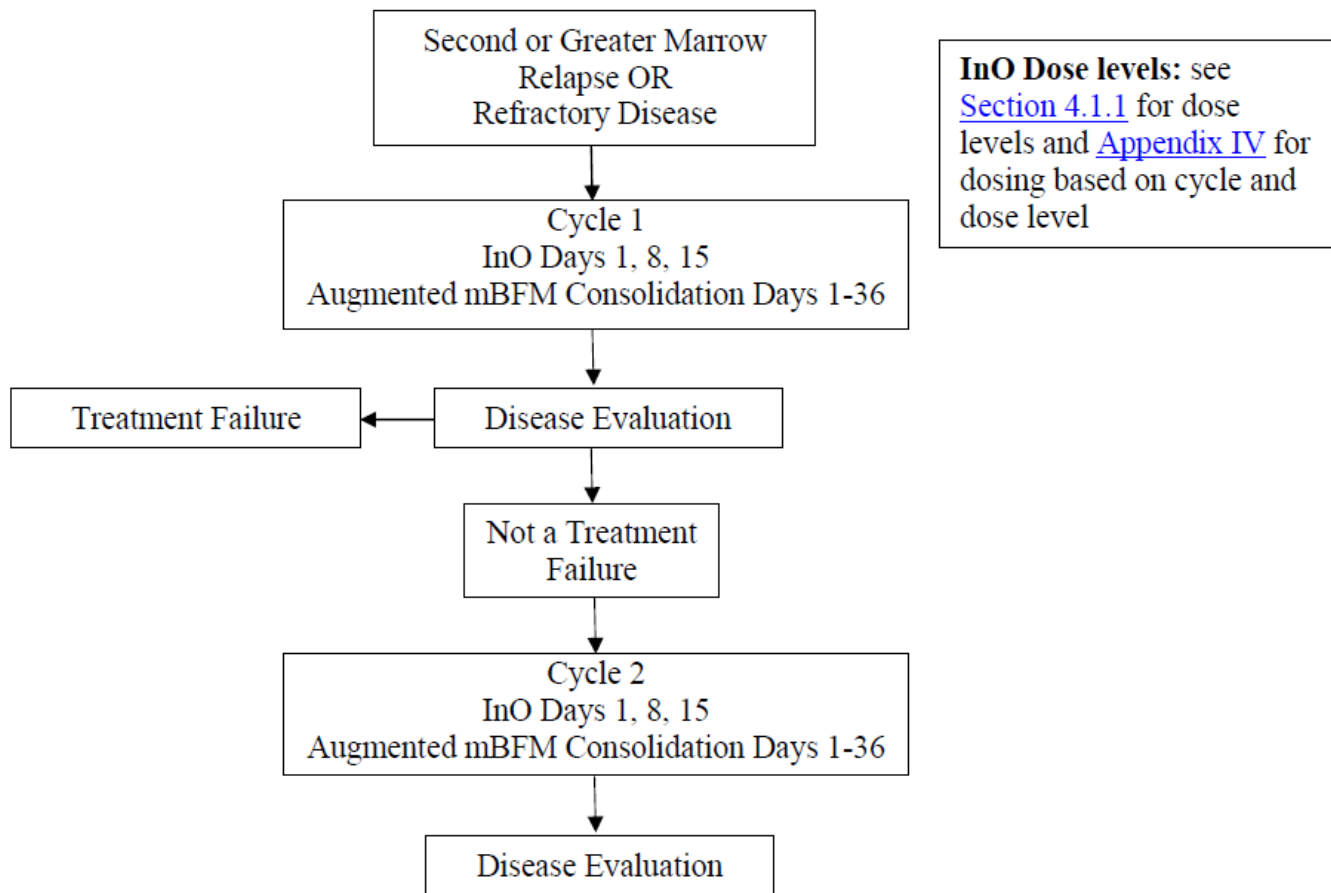 Second or Greater Marrow
Relapse OR
Refractory Disease
InO Dose levels: see
Section 4.1.1 for dose
levels and Appendix IV for
dosing based on cycle and
dose level
Cycle 1
InO Days 1, 8, 15
Augmented mBFM Consolidation Days 1-36
Treatment Failure
Disease Evaluation
Not a Treatment
Failure
Cycle 2
InO Days 1, 8, 15
Augmented mBFM Consolidation Days 1-36
Disease Evaluation